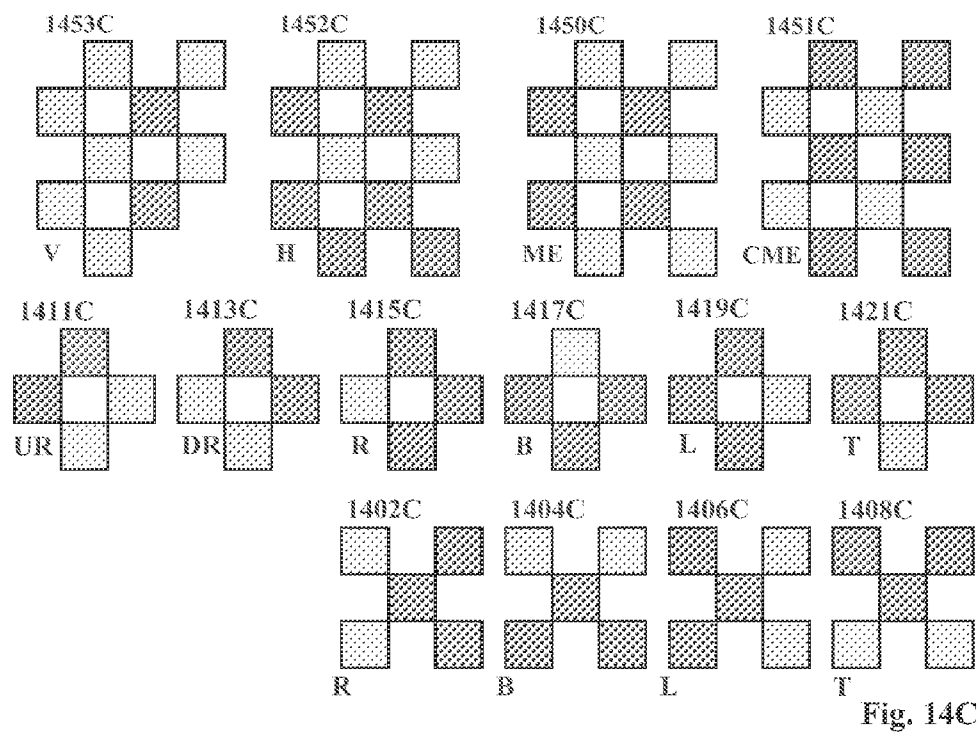 1453C 1452C 1450C 1451C
V H ME CME
1411C 1413C 1415C 1417C 1419C 1421C
UR DR R B L T
1402C 1404C 1406C 1408C
R B L T
Fig. 14C